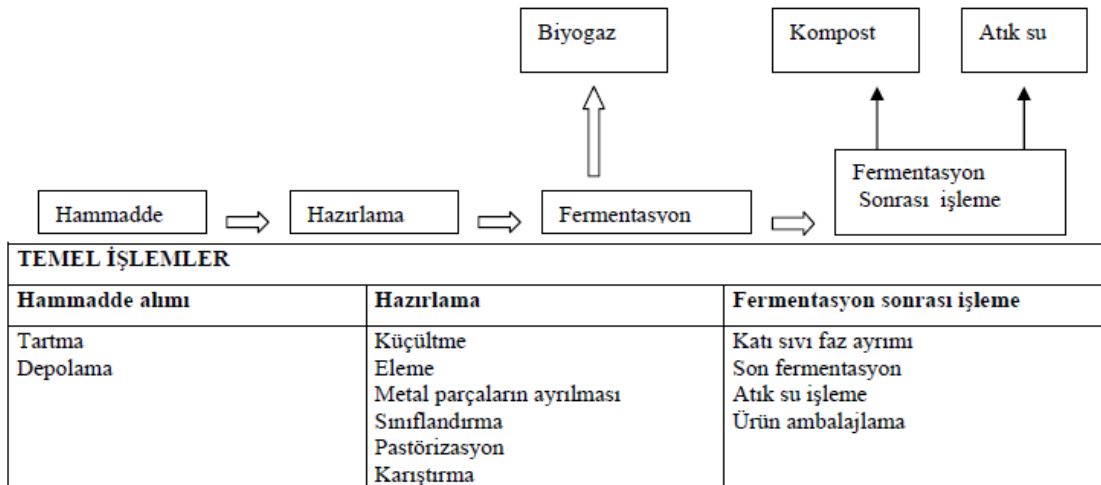 Biyogaz
Kompost
Atık su
Hammadde
Hazırlama
Fermentasyon
Fermentasyon
Sonrası işleme
TEMEL İŞLEMLER
Hammadde alımı
Tartma
Depolama
Hazırlama
Küçültme
Eleme
Metal parçaların ayrılması
Sınıflandırma
Pastörizasyon
Karıştırma
Fermentasyon sonrası işleme
Katı sıvı faz ayrımı
Son fermentasyon
Atık su işleme
Ürün ambalajlama